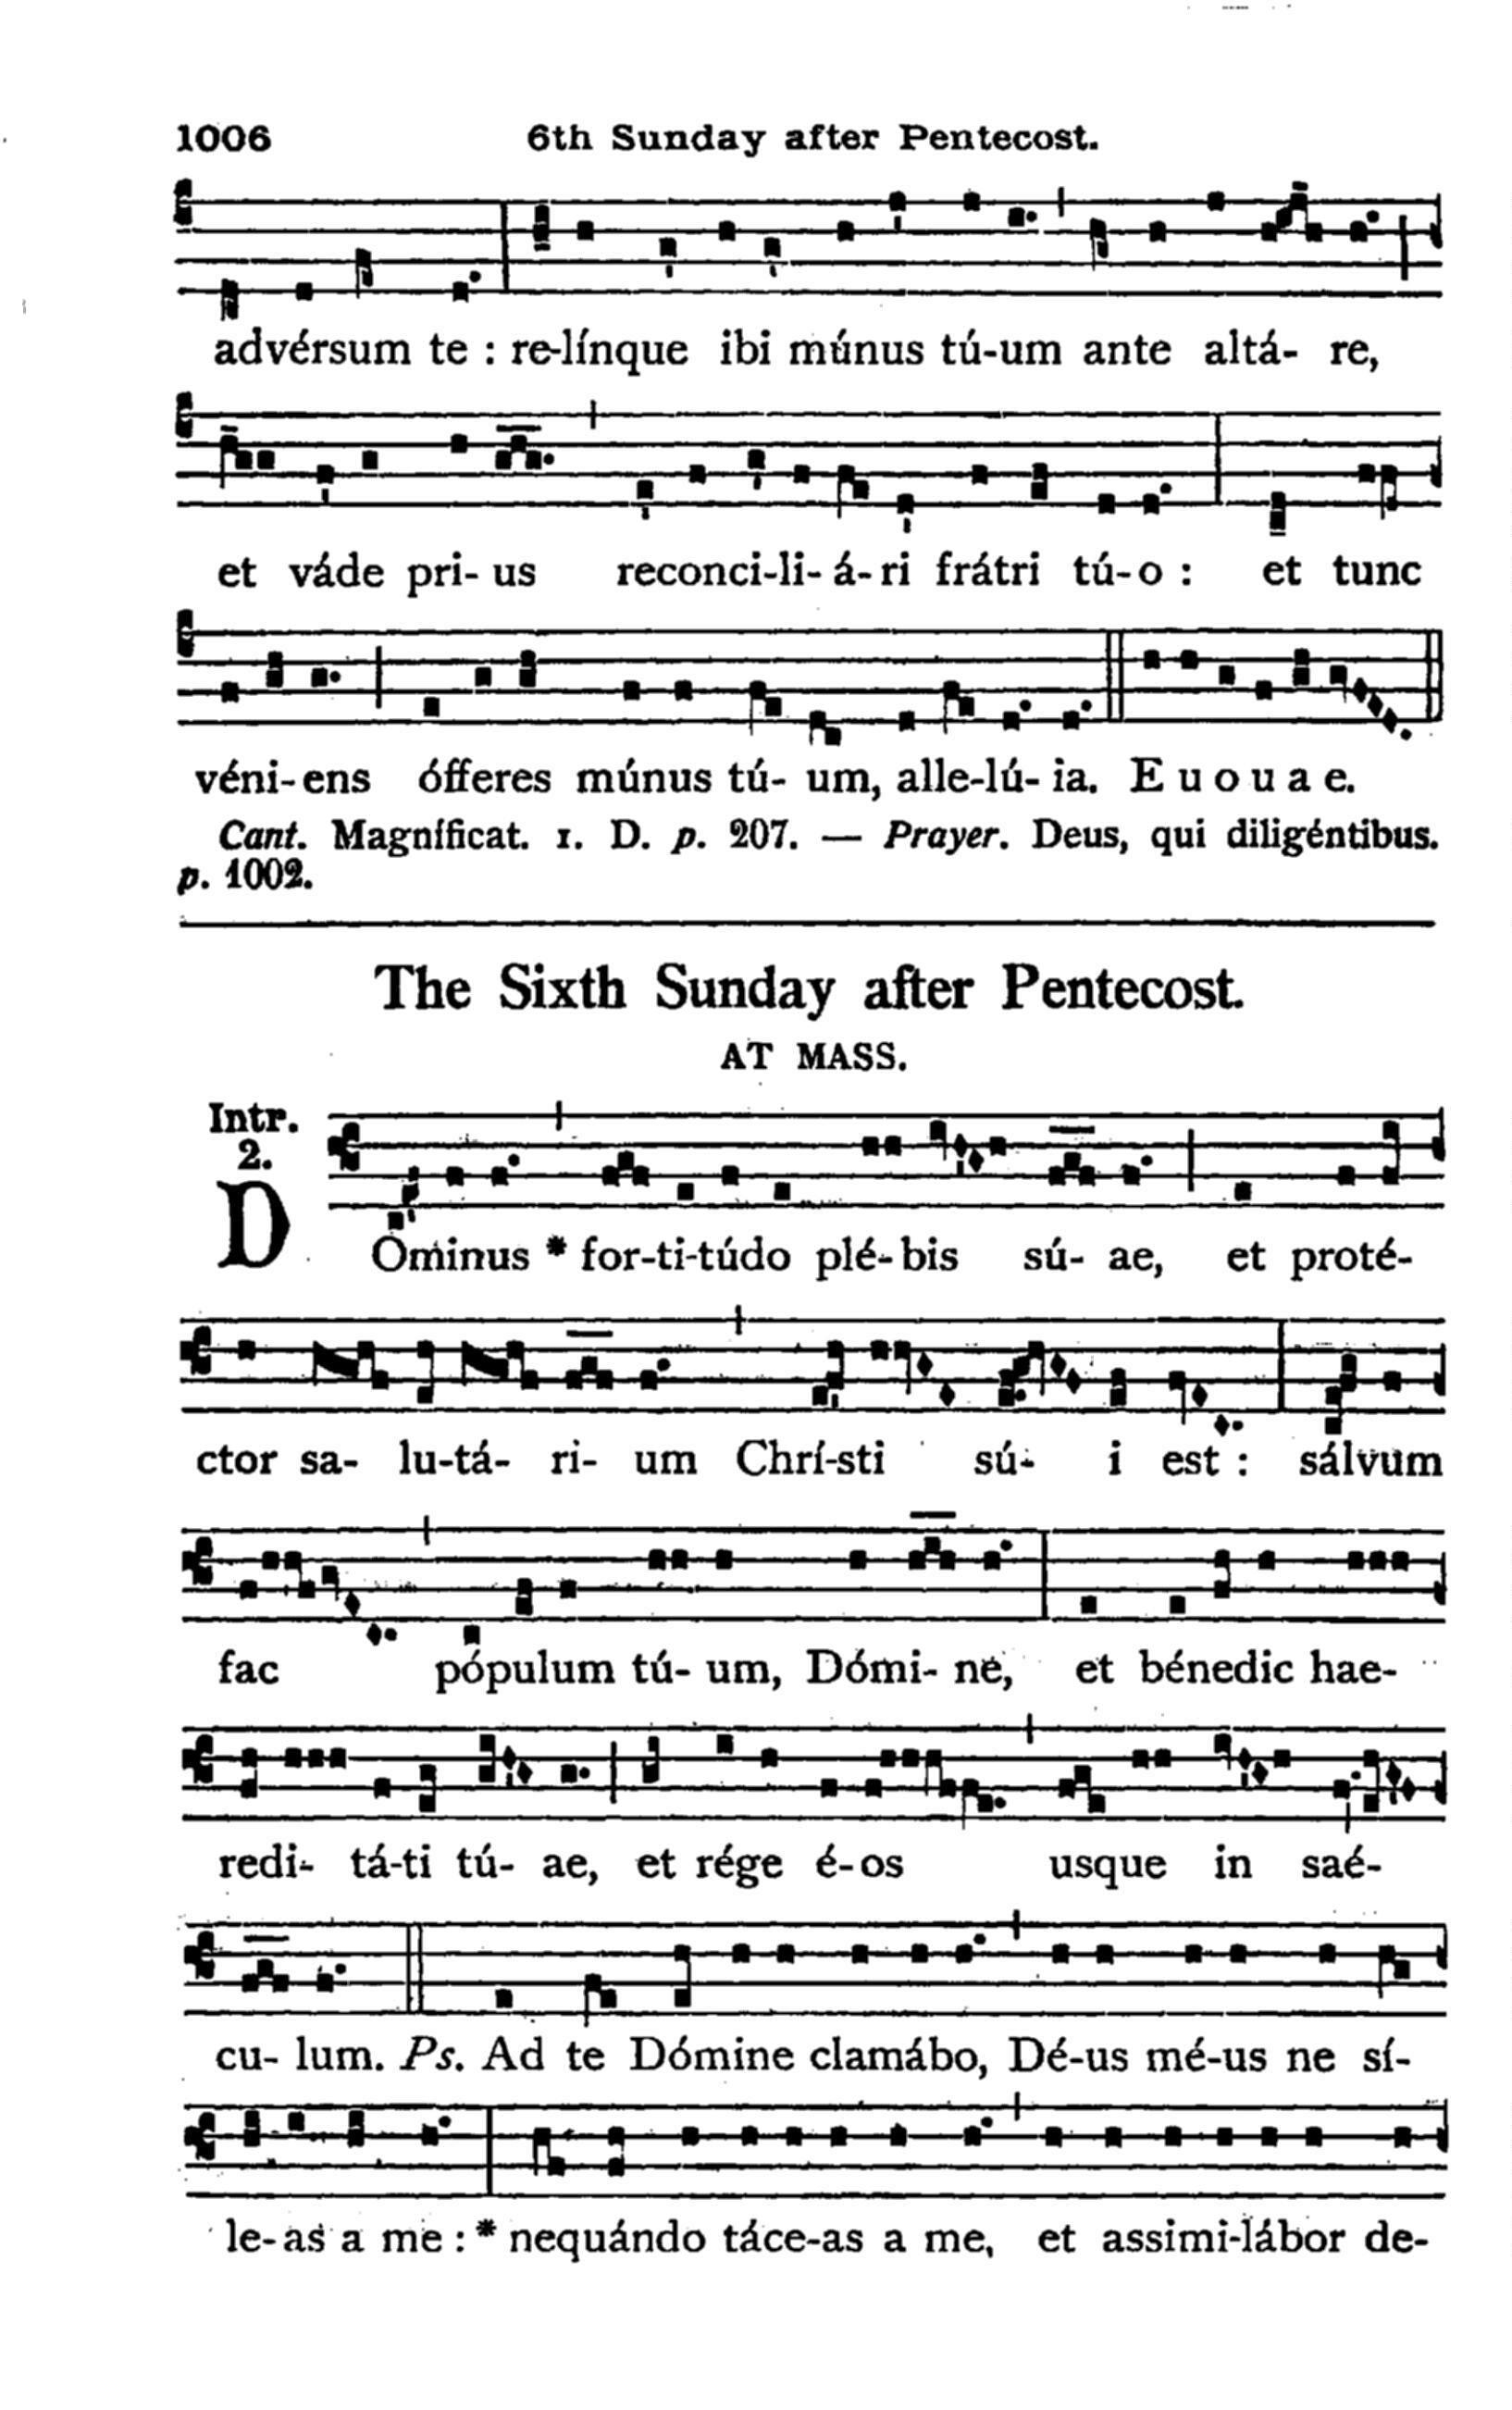 1006 6th Sunday after Pentecost.
advérsum te : re-línque ibi múnus tú-um ante altá- re,
et váde pri- us reconci-li- á- ri frátri tú-o : et tunc
véni- ens ófferes múnus tú- um, alle-lú- ia. E u o u a e.
Cant. Magníficat. 1. D. p. 207. — Prayer. Deus, qui diligéntibus.
p. 1002.
The Sixth Sunday after Pentecost.
AT MASS.
Intr.
2.
DOminus * for-ti-túdo plé- bis sú- ae, et proté-
ctor sa- lu-tá- ri- um Chrí-sti sú- i est : sálvum
fac pópulum tú- um, Dómi- ne, et bénedic hae-
redi- tá-ti tú- ae, et rége é- os usque in saé-
cu- lum. Ps. Ad te Dómine clamábo, Dé-us mé-us ne sí-
le- as a me : * nequándo táce-as a me, et assimi-lábor de-